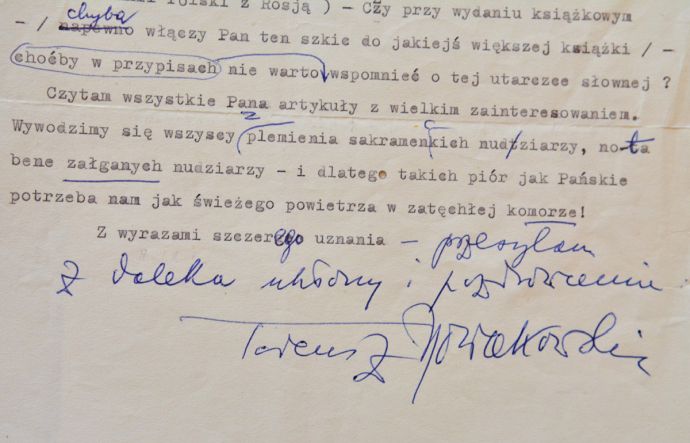 Polski z Rosją ) - Czy przy wydaniu książkowym
chyba
- / napewno włączy Pan ten szkic do jakiejś większej książki / -
choćby w przypisach nie warto wspomnieć o tej utarczce słownej ?
Czytam wszystkie Pana artykuły z wielkim zainteresowaniem.
Wywodzimy się wszyscy z plemienia sakramenckich nudziarzy, nota
bene załganych nudziarzy - i dlatego takich piór jak Pańskie
potrzeba nam jak świeżego powietrza w zatęchłej komorze!
Z wyrazami szczerego uznania - przesyłam
z daleka ukłony i pozdrowienia
Tadeusz Nowakowski